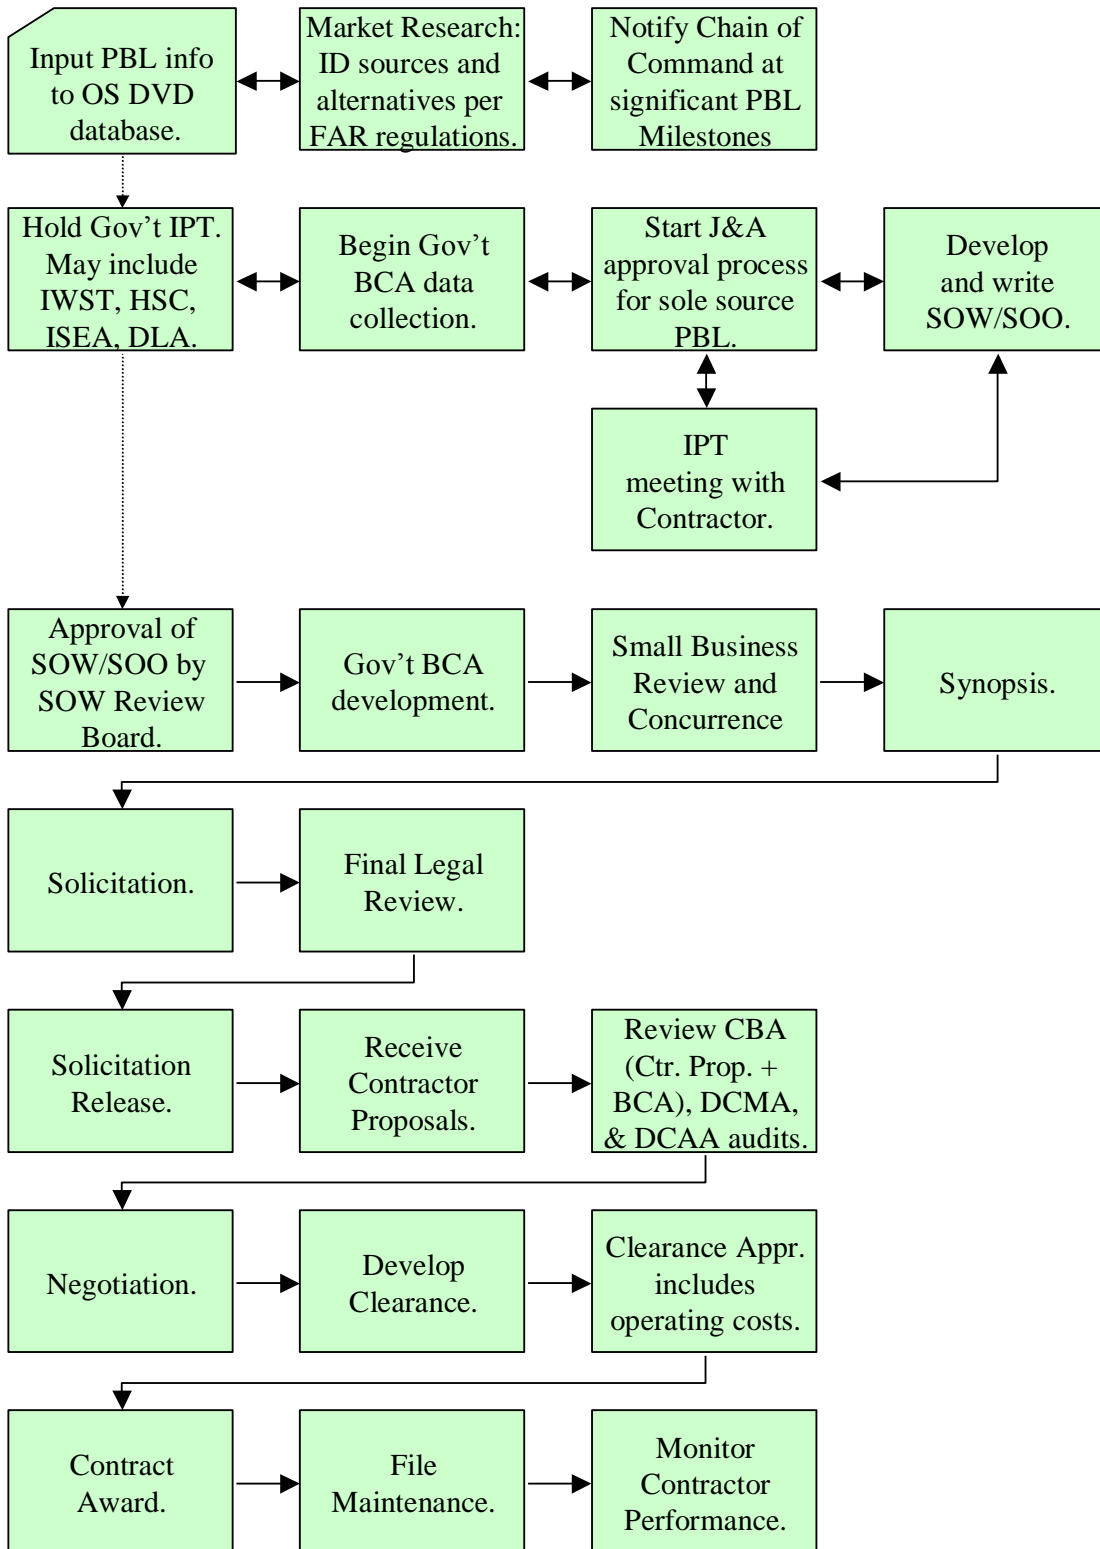 Input PBL info
to OS DVD
database.
Market Research:
ID sources and
alternatives per
FAR regulations.
Notify Chain of
Command at
significant PBL
Milestones
Hold Gov’t IPT.
May include
IWST, HSC,
ISEA, DLA.
Begin Gov’t
BCA data
collection.
Start J&A
approval process
for sole source
PBL.
Develop
and write
SOW/SOO.
IPT
meeting with
Contractor.
Approval of
SOW/SOO by
SOW Review
Board.
Gov’t BCA
development.
Small Business
Review and
Concurrence
Synopsis.
Solicitation.
Final Legal
Review.
Solicitation
Release.
Receive
Contractor
Proposals.
Review CBA
(Ctr. Prop. +
BCA), DCMA,
& DCAA audits.
Negotiation.
Develop
Clearance.
Clearance Appr.
includes
operating costs.
Contract
Award.
File
Maintenance.
Monitor
Contractor
Performance.